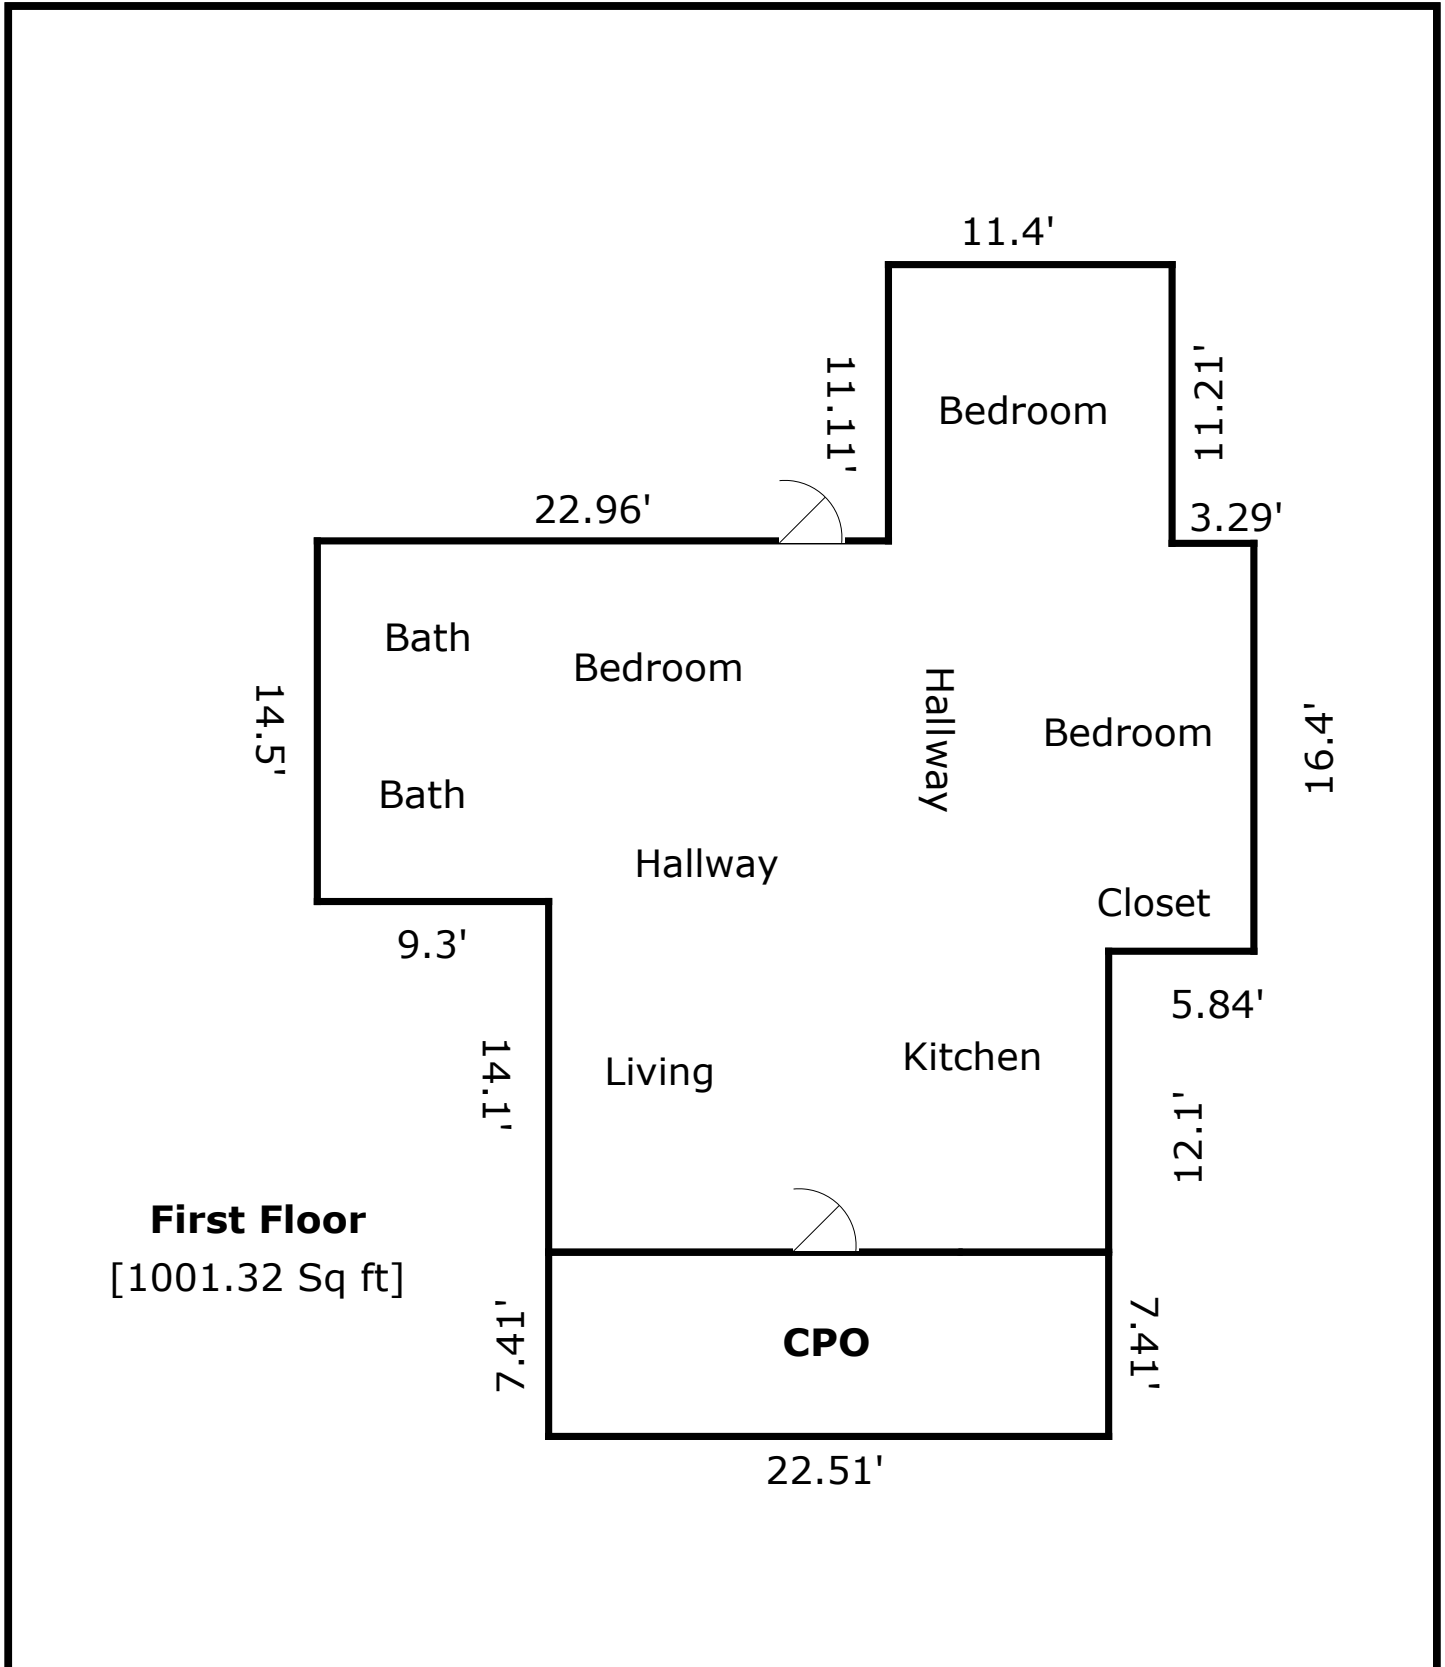 11.4'
11.11'
11.21'
Bedroom
22.96'
3.29'
Bath
Bedroom
Hallway
Bedroom
14.5'
16.4'
Bath
Hallway
Closet
9.3'
5.84'
14.1'
Living
Kitchen
12.1'
First Floor
[1001.32 Sq ft]
7.41'
CPO
7.41'
22.51'